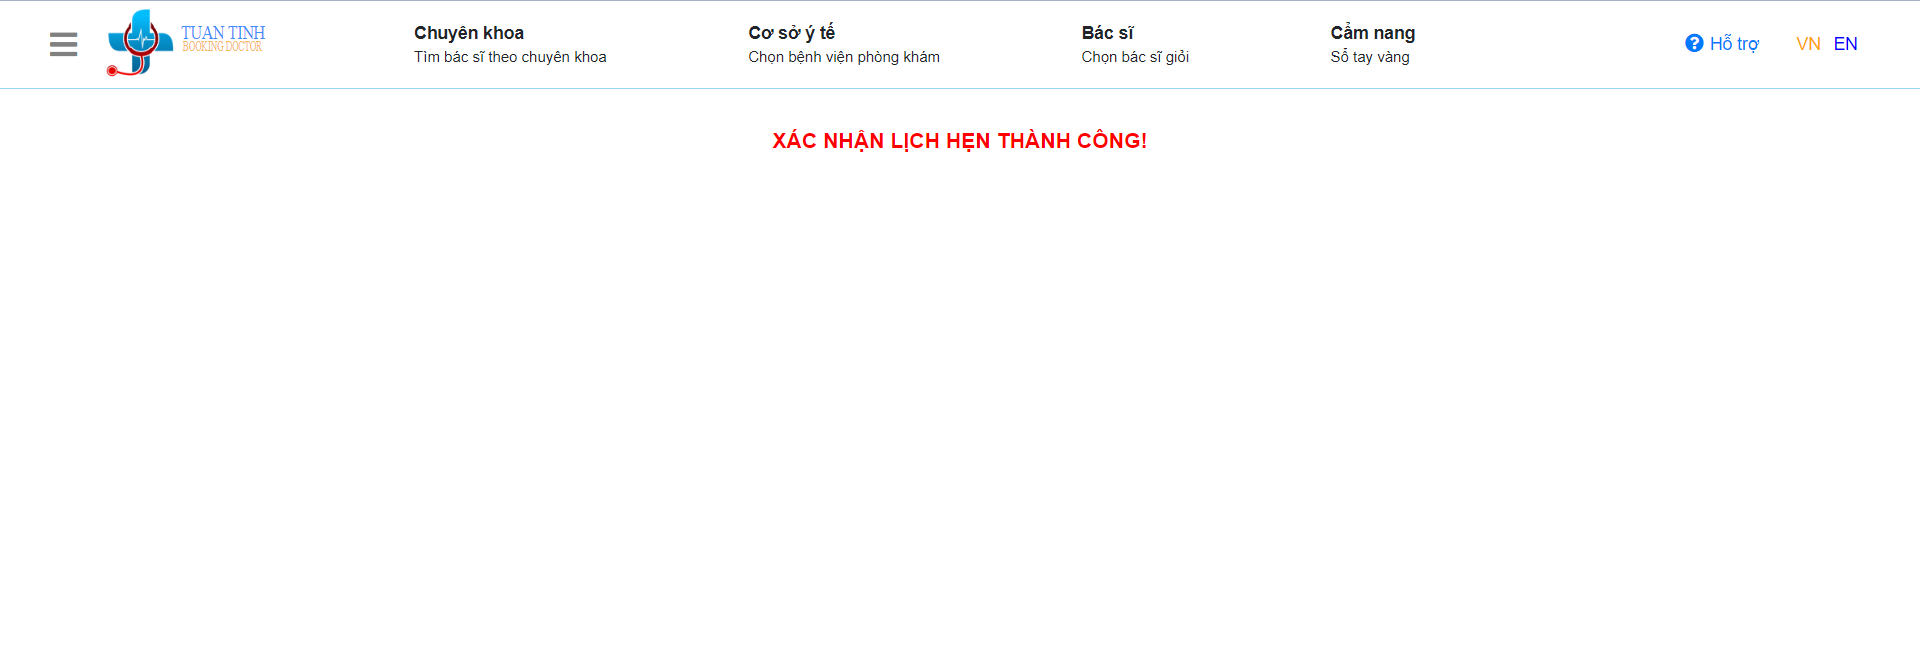 TUAN TINH
BOOKING DOCTOR
Chuyên khoa
Tìm bác sĩ theo chuyên khoa
Cơ sở ý tế
Chọn bệnh viện phòng khám
Bác sĩ
Chọn bác sĩ giỏi
Cẩm nang
Sổ tay vàng
Hỗ trợ
VN EN
XÁC NHẬN LỊCH HẸN THÀNH CÔNG!